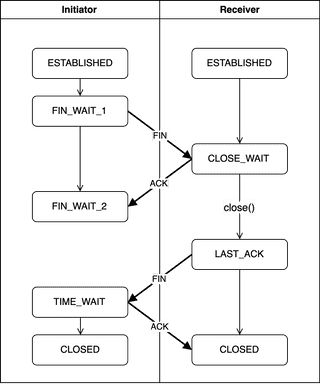 Initiator Receiver
ESTABLISHED ESTABLISHED
FIN_WAIT_1
FIN
CLOSE_WAIT
ACK
FIN_WAIT_2 close()
LAST_ACK
FIN
TIME_WAIT
ACK
CLOSED CLOSED